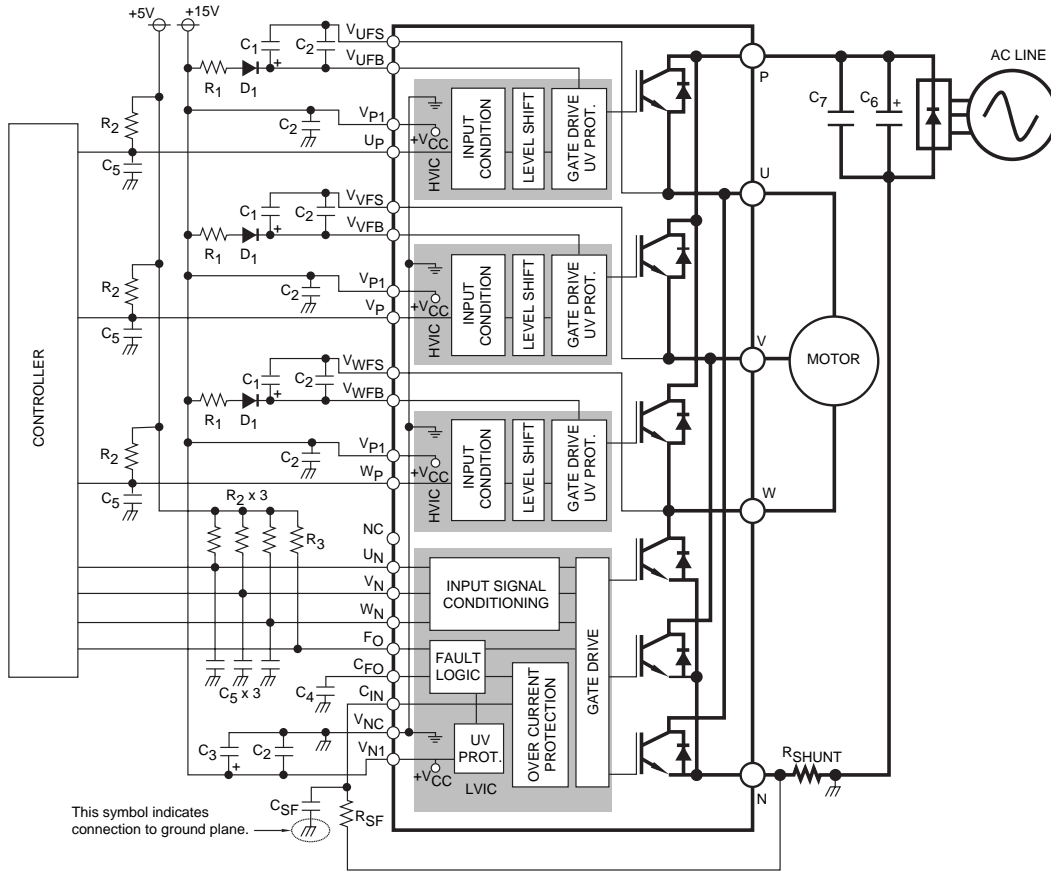 +5V
+15V
C1
C2
VUFS
VUFB
R1
D1
R2
C2
VP1
UP
C5
+VCC
HVIC
INPUT CONDITION
LEVEL SHIFT
GATE DRIVE UV PROT.
P
C7
C6
+
AC LINE
U
C1
C2
VVFS
VVFB
+
R1
D1
R2
C2
VP1
VP
C5
+VCC
HVIC
INPUT CONDITION
LEVEL SHIFT
GATE DRIVE UV PROT.
V
MOTOR
CONTROLLER
C1
C2
VWFS
VWFB
+
R1
D1
R2
C2
VP1
WP
C5
+VCC
HVIC
INPUT CONDITION
LEVEL SHIFT
GATE DRIVE UV PROT.
W
R2 x 3
R3
NC
UN
VN
WN
FO
CFO
CIN
VNC
VN1
C5 x 3
C4
C3
+
C2
INPUT SIGNAL
CONDITIONING
FAULT
LOGIC
UV
PROT.
+VCC
LVIC
OVER CURRENT PROTECTION
GATE DRIVE
RSHUNT
N
CSF
RSF
This symbol indicates
connection to ground plane.